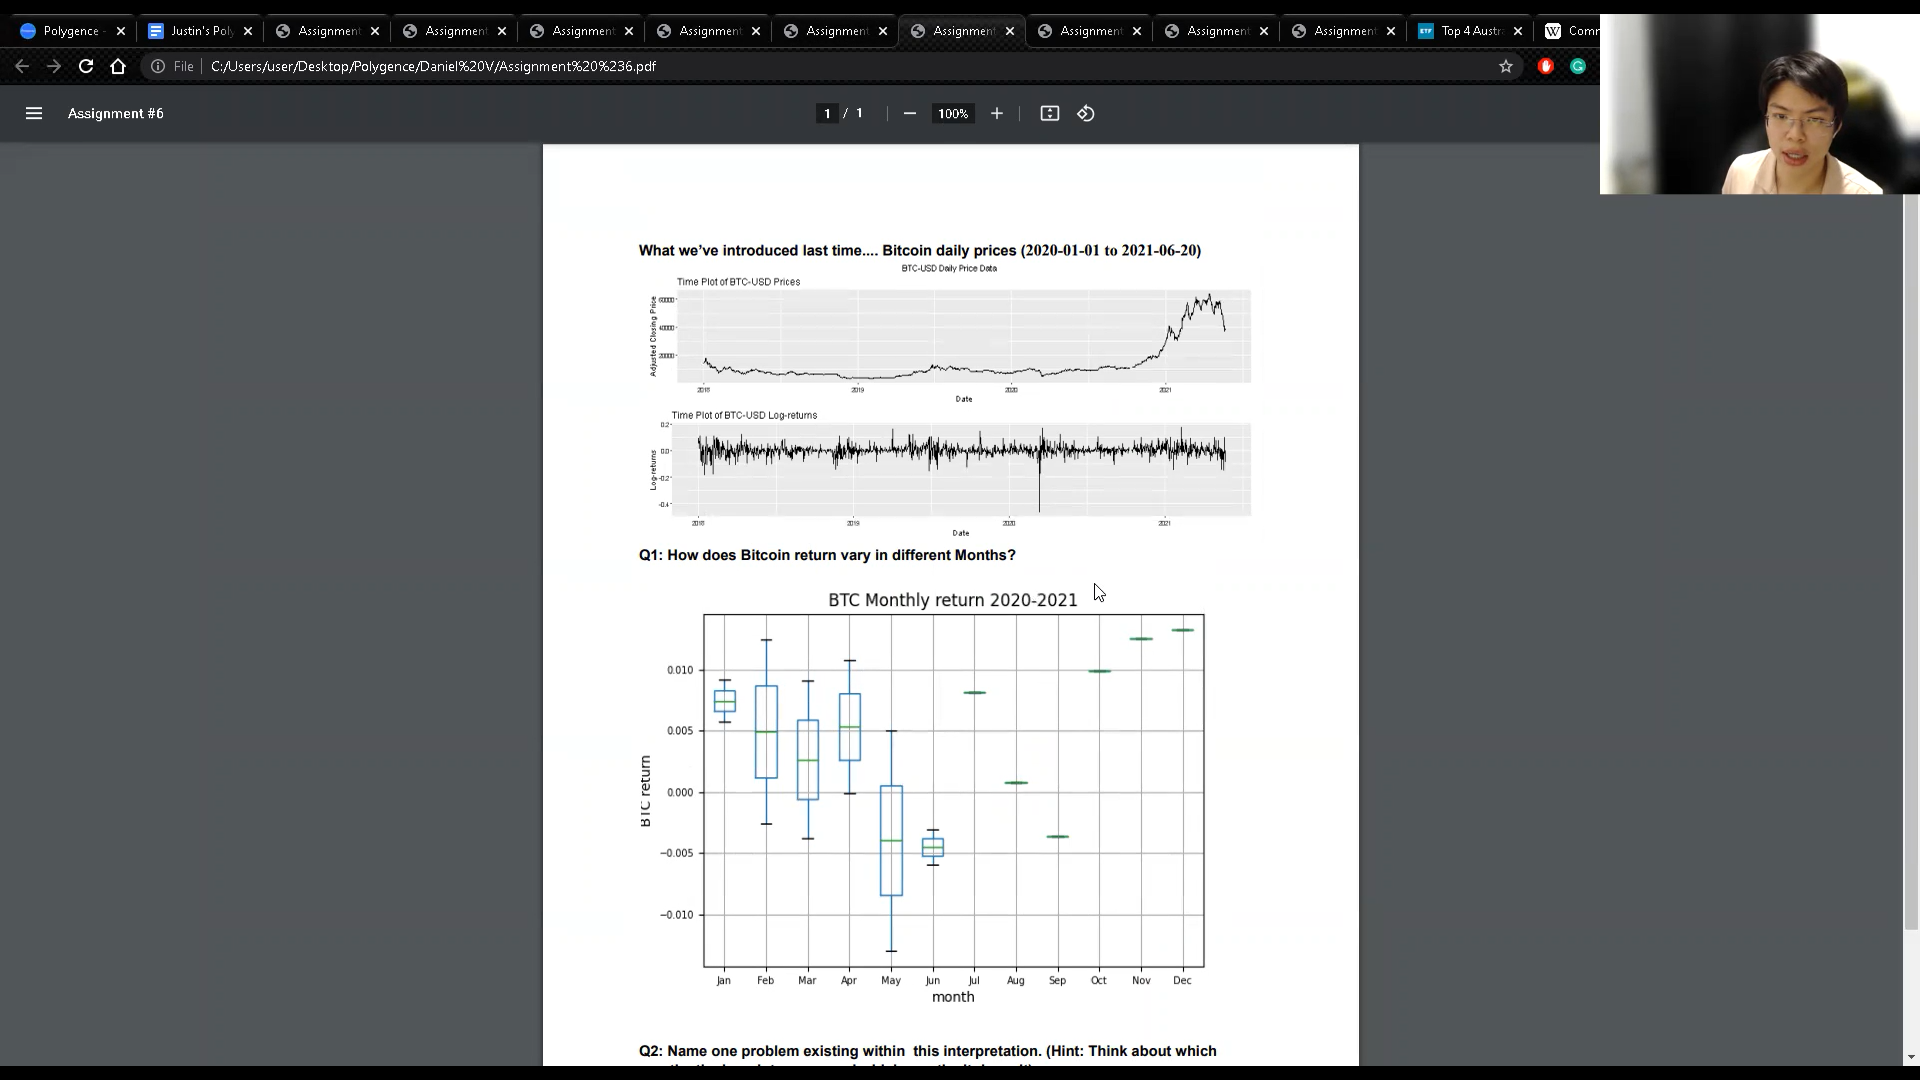 Polygence -
Justin's Poly
Assignment
Assignment
Assignment
Assignment
Assignment
Assignment
Assignment
Assignment
Assignment
ETF
Top 4 Austr
W
Com
File
C:/Users/user/Desktop/Polygence/Daniel%20V/Assignment%20%236.pdf
Assignment #6
1 / 1
100%
What we've introduced last time.... Bitcoin daily prices (2020-01-01 to 2021-06-20)
BTC-USD Daily Price Data
Time Plot of BTC-USD Prices
Adjusted Closing Price
60000
40000
20000
2018
2019
2020
2021
Date
Time Plot of BTC-USD Log-returns
Log-returns
0.2
0.0
-0.2
-0.4
2018
2019
2020
2021
Date
Q1: How does Bitcoin return vary in different Months?
BTC Monthly return 2020-2021
BTC return
0.010
0.005
0.000
−0.005
−0.010
Jan
Feb
Mar
Apr
May
Jun
Jul
Aug
Sep
Oct
Nov
Dec
month
Q2: Name one problem existing within this interpretation. (Hint: Think about which